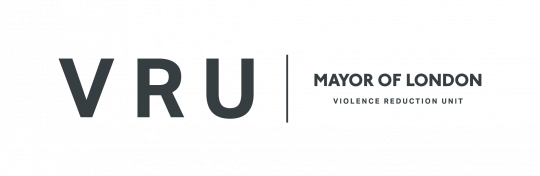 VRU
MAYOR OF LONDON
VIOLENCE REDUCTION UNIT